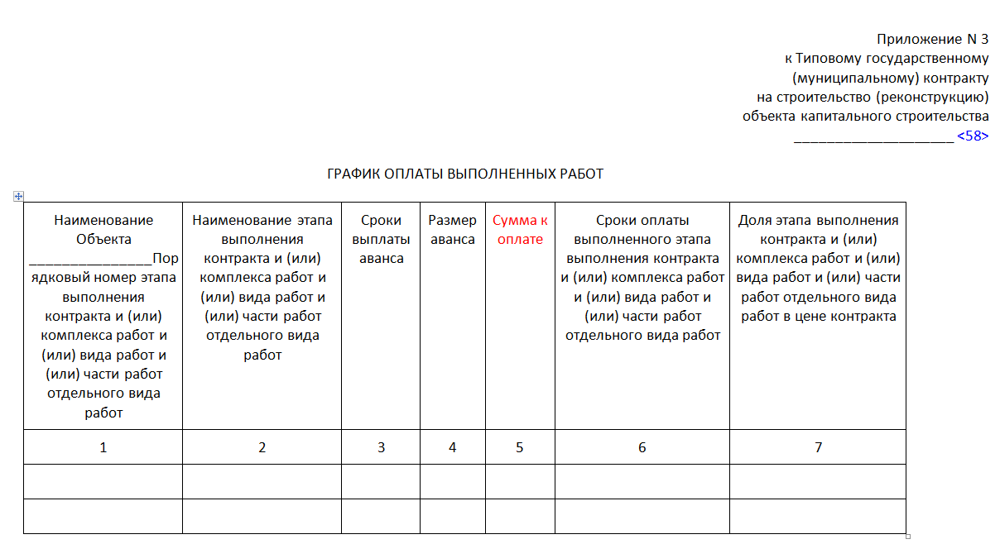 Приложение N 3
к Типовому государственному
(муниципальному) контракту
на строительство (реконструкцию)
объекта капитального строительства
____________________ <58>
ГРАФИК ОПЛАТЫ ВЫПОЛНЕННЫХ РАБОТ
Наименование
Объекта
_______________Пор
ядковый номер этапа
выполнения
контракта и (или)
комплекса работ и
(или) вида работ и
(или) части работ
отдельного вида
работ
Наименование этапа
выполнения
контракта и (или)
комплекса работ и
(или) вида работ и
(или) части работ
отдельного вида
работ
Сроки
выплаты
аванса
Размер
аванса
Сумма к
оплате
Сроки оплаты
выполненного этапа
выполнения контракта
и (или) комплекса работ
и (или) вида работ и
(или) части работ
отдельного вида работ
Доля этапа выполнения
контракта и (или)
комплекса работ и (или)
вида работ и (или) части
работ отдельного вида
работ в цене контракта
1
2
3
4
5
6
7